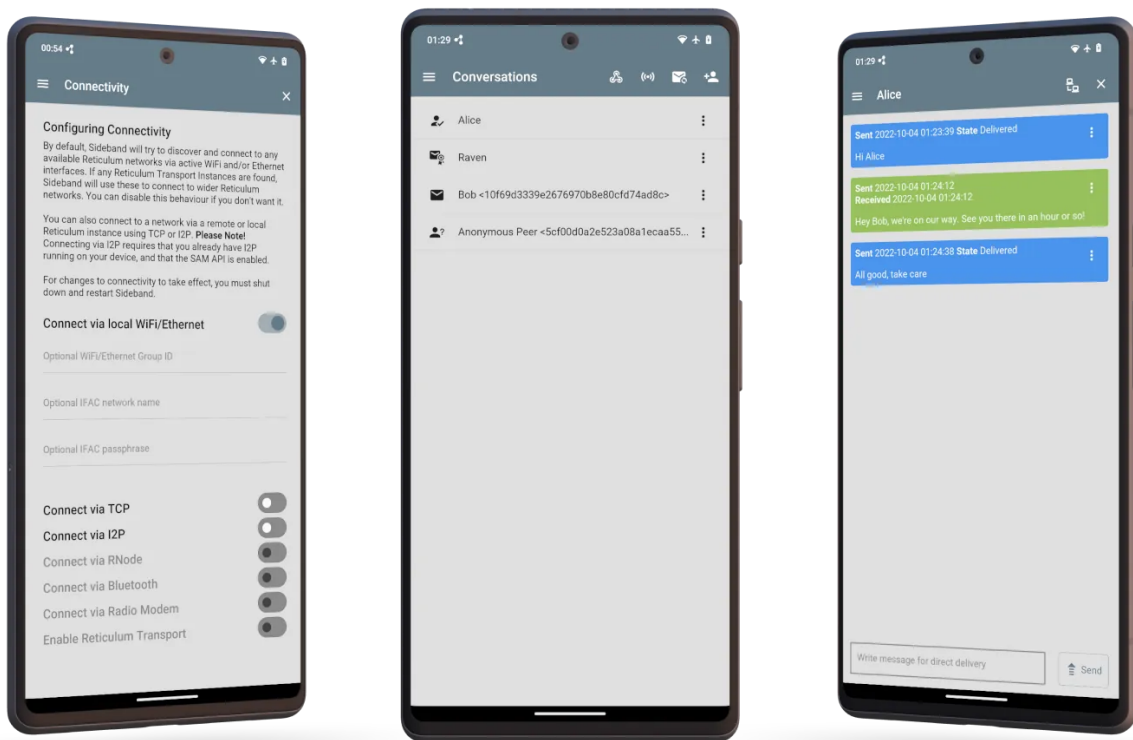 00:54
Connectivity
Configuring Connectivity
By default, Sideband will try to discover and connect to any
available Reticulum networks via active WiFi and/or Ethernet
interfaces. If any Reticulum Transport Instances are found,
Sideband will use these to connect to wider Reticulum
networks. You can disable this behaviour if you don't want it.
You can also connect to a network via a remote or local
Reticulum instance using TCP or I2P. Please Note!
Connecting via I2P requires that you already have I2P
running on your device, and that the SAM API is enabled.
For changes to connectivity to take effect, you must shut
down and restart Sideband.
Connect via local WiFi/Ethernet
Optional WiFi/Ethernet Group ID
Optional IFAC network name
Optional IFAC passphrase
Connect via TCP
Connect via I2P
Connect via RNode
Connect via Bluetooth
Connect via Radio Modem
Enable Reticulum Transport
01:29
Conversations
Alice
Raven
Bob <10f69d3339e2676970b8e80cfd74ad8c>
Anonymous Peer <5cf00d0a2e523a08a1ecaa55...
01:29
Alice
Sent 2022-10-04 01:23:39 State Delivered
Hi Alice
Sent 2022-10-04 01:24:12
Received 2022-10-04 01:24:12
Hey Bob, we're on our way. See you there in an hour or so!
Sent 2022-10-04 01:24:38 State Delivered
All good, take care
Write message for direct delivery
Send